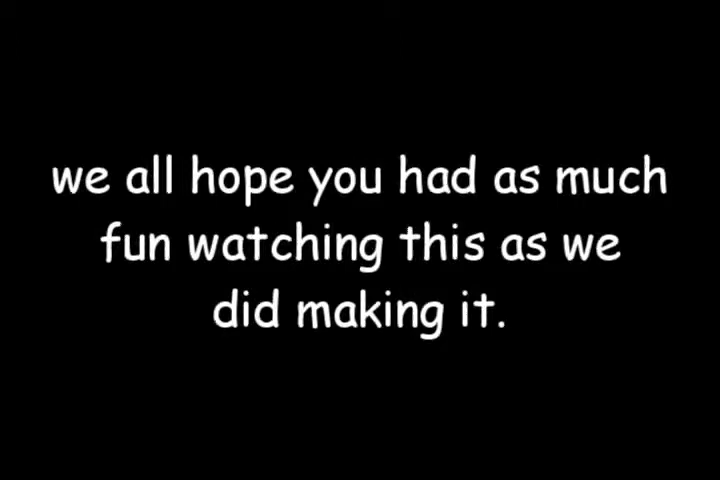 we all hope you had as much
fun watching this as we
did making it.